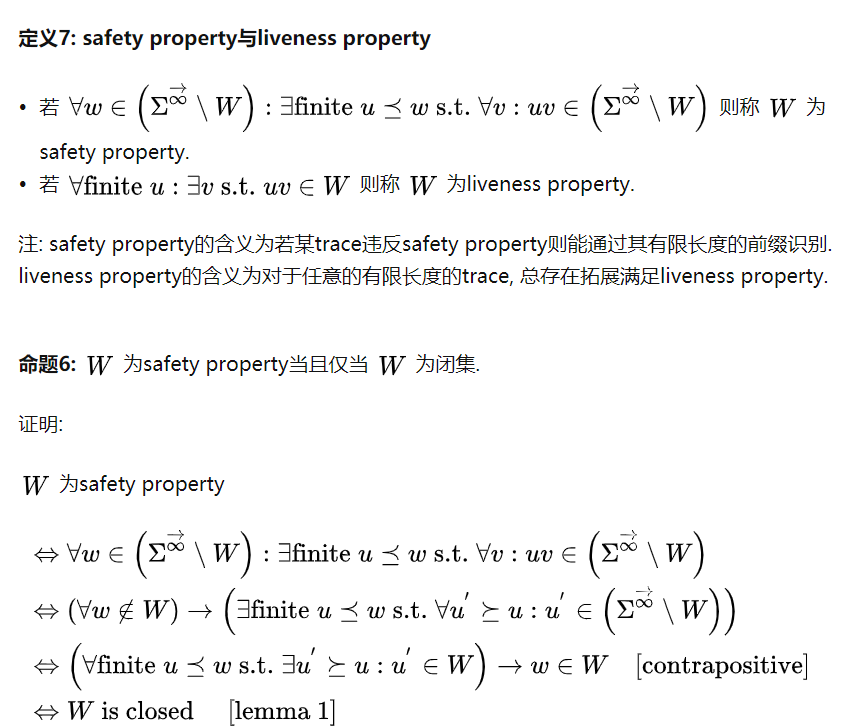 定义7: safety property与liveness property
• 若 $\forall w \in \left(\Sigma^{\overrightarrow{\infty}} \setminus W\right) : \exists \text{finite } u \preceq w \text{ s.t. } \forall v : uv \in \left(\Sigma^{\overrightarrow{\infty}} \setminus W\right)$ 则称 $W$ 为
safety property.
• 若 $\forall \text{finite } u : \exists v \text{ s.t. } uv \in W$ 则称 $W$ 为liveness property.
注: safety property的含义为若某trace违反safety property则能通过其有限长度的前缀识别.
liveness property的含义为对于任意的有限长度的trace, 总存在拓展满足liveness property.
命题6: $W$ 为safety property当且仅当 $W$ 为闭集.
证明:
$W$ 为safety property
$\Leftrightarrow \forall w \in \left(\Sigma^{\overrightarrow{\infty}} \setminus W\right) : \exists \text{finite } u \preceq w \text{ s.t. } \forall v : uv \in \left(\Sigma^{\overrightarrow{\infty}} \setminus W\right)$
$\Leftrightarrow (\forall w \notin W) \rightarrow \left(\exists \text{finite } u \preceq w \text{ s.t. } \forall u^{'} \succeq u : u^{'} \in \left(\Sigma^{\overrightarrow{\infty}} \setminus W\right)\right)$
$\Leftrightarrow \left(\forall \text{finite } u \preceq w \text{ s.t. } \exists u^{'} \succeq u : u^{'} \in W\right) \rightarrow w \in W \quad [\text{contrapositive}]$
$\Leftrightarrow W \text{ is closed} \quad [\text{lemma 1}]$